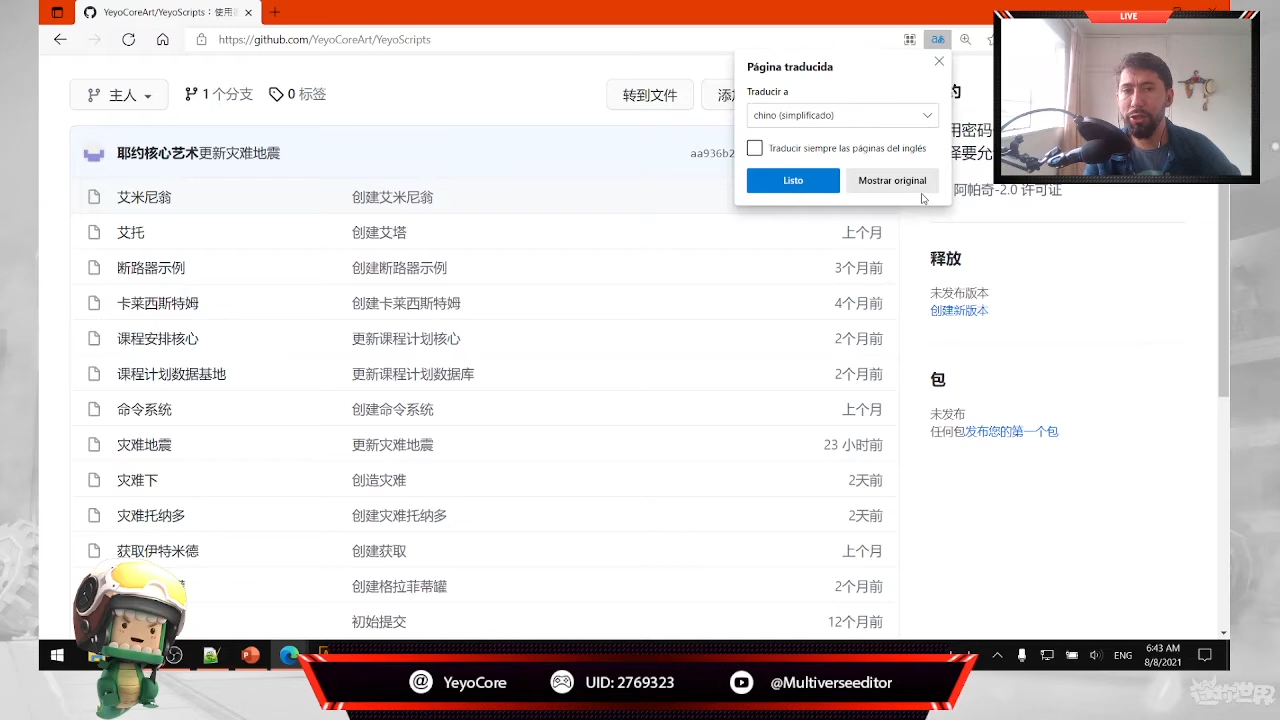 YeyoCoreArt/YeyoScripts：使用
LIVE
https://github.com/YeyoCoreArt/YeyoScripts
aあ
Página traducida
Traducir a
chino (simplificado)
Traducir siempre las páginas del inglés
Listo
Mostrar original
主人
1 个分支
0 标签
转到文件
添加
约
用密码
择要允
阿帕奇-2.0 许可证
耶约核心艺术更新灾难地震
aa936b2
艾米尼翁
创建艾米尼翁
艾托
创建艾塔
上个月
断路器示例
创建断路器示例
3个月前
卡莱西斯特姆
创建卡莱西斯特姆
4个月前
课程安排核心
更新课程计划核心
2个月前
课程计划数据基地
更新课程计划数据库
2个月前
命令系统
创建命令系统
上个月
灾难地震
更新灾难地震
23 小时前
灾难下
创造灾难
2天前
灾难托纳多
创建灾难托纳多
2天前
获取伊特米德
创建获取
上个月
创建格拉菲蒂罐
2个月前
初始提交
12个月前
释放
未发布版本
创建新版本
包
未发布
任何包发布您的第一个包
ENG
6:43 AM
8/8/2021
YeyoCore
UID: 2769323
@Multiverseeditor
迷你世界